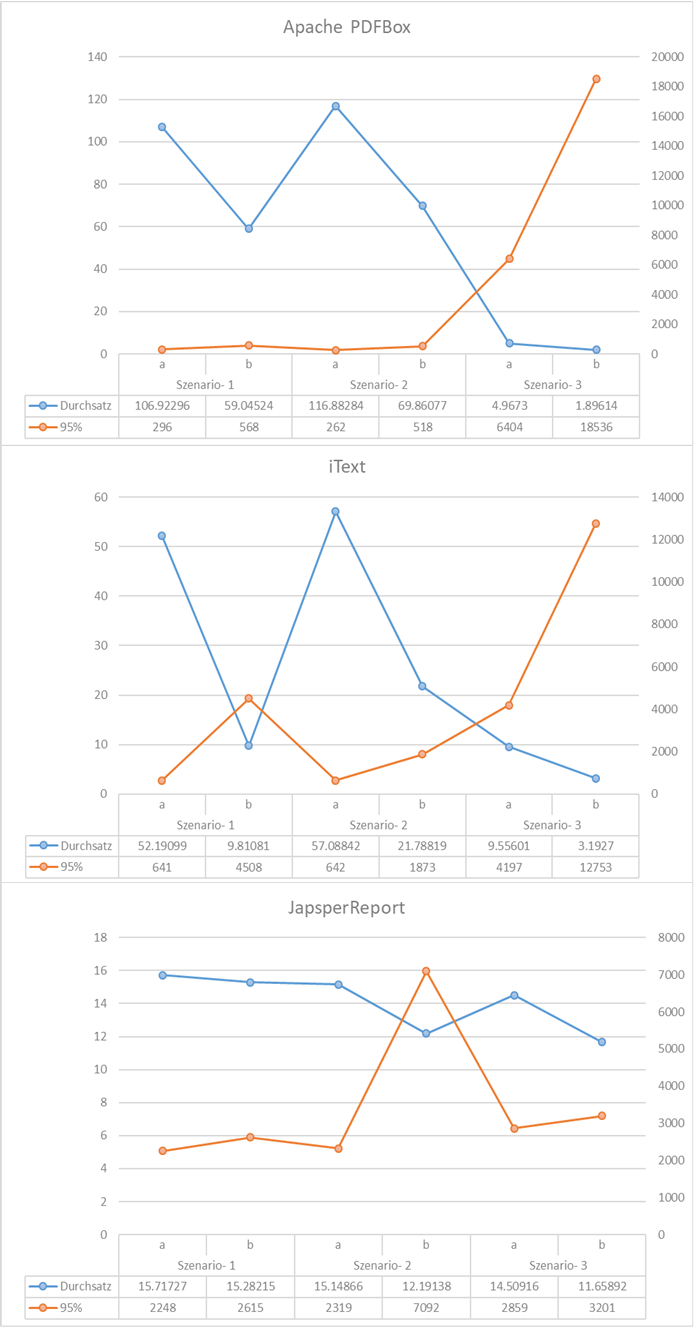 Apache PDFBox
140 20000
120 18000
100 16000
80 14000
60 12000
40 10000
20 8000
0 6000
4000
2000
0
a b a b a b
Szenario- 1 Szenario- 2 Szenario- 3
Durchsatz 106.92296 59.04524 116.88284 69.86077 4.9673 1.89614
95% 296 568 262 518 6404 18536
iText
60 14000
50 12000
40 10000
30 8000
20 6000
10 4000
0 2000
0
a b a b a b
Szenario- 1 Szenario- 2 Szenario- 3
Durchsatz 52.19099 9.81081 57.08842 21.78819 9.55601 3.1927
95% 641 4508 642 1873 4197 12753
JapsperReport
18 8000
16 7000
14 6000
12 5000
10 4000
8 3000
6 2000
4 1000
2 0
0
a b a b a b
Szenario- 1 Szenario- 2 Szenario- 3
Durchsatz 15.71727 15.28215 15.14866 12.19138 14.50916 11.65892
95% 2248 2615 2319 7092 2859 3201